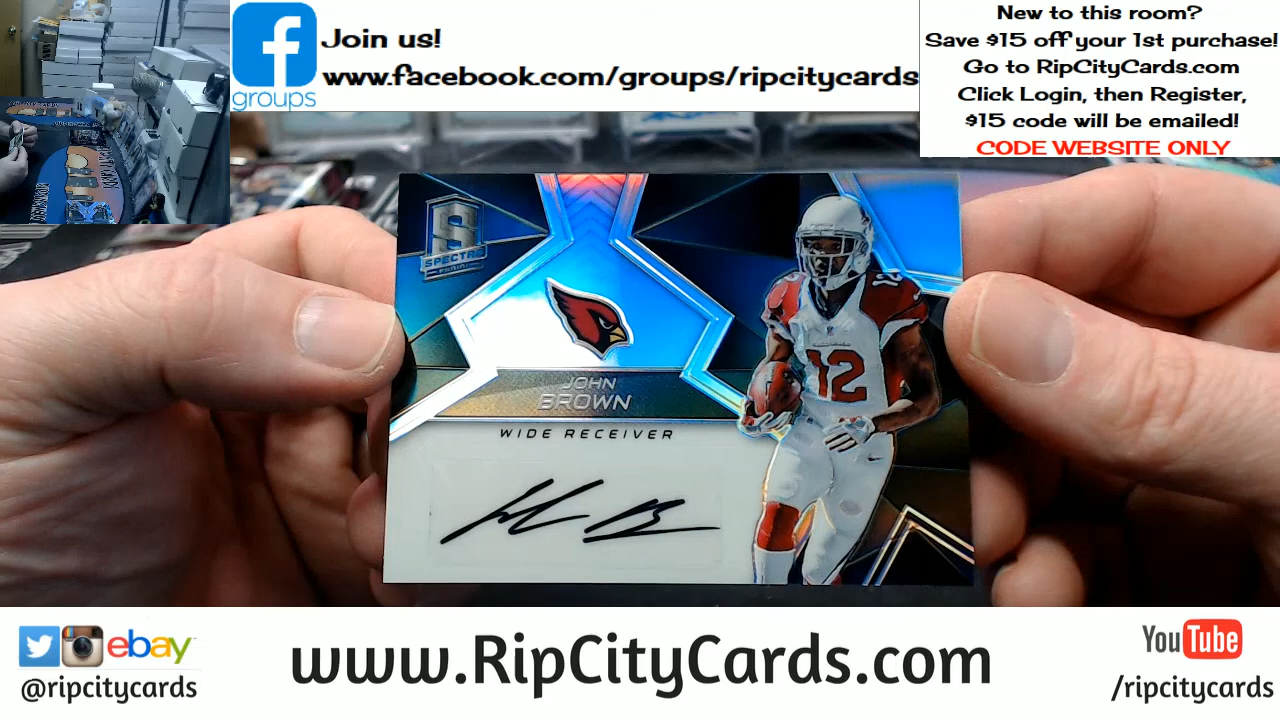 groups
Join us!
www.facebook.com/groups/ripcitycards
New to this room?
Save $15 off your 1st purchase!
Go to RipCityCards.com
Click Login, then Register,
$15 code will be emailed!
CODE WEBSITE ONLY
S
SPECTRA
PANINI
12
12
JOHN
BROWN
WIDE RECEIVER
ebay
@ripcitycards
www.RipCityCards.com
YouTube
/ripcitycards